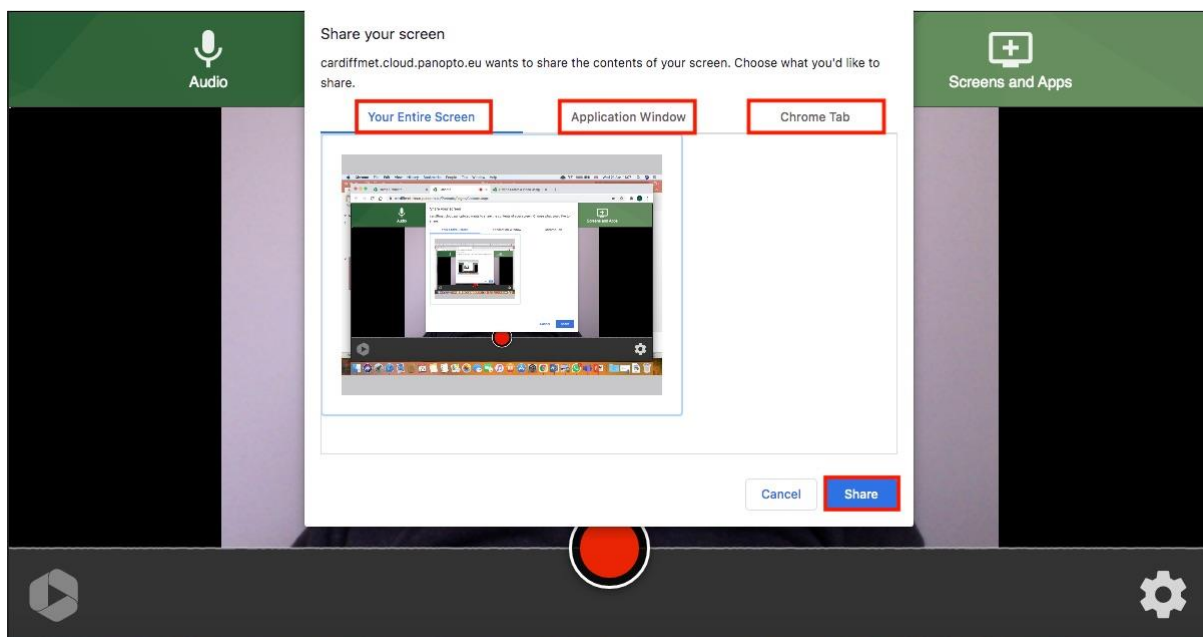 Share your screen
cardiffmet.cloud.panopto.eu wants to share the contents of your screen. Choose what you'd like to
share.
Audio
Screens and Apps
Your Entire Screen
Application Window
Chrome Tab
Cancel
Share